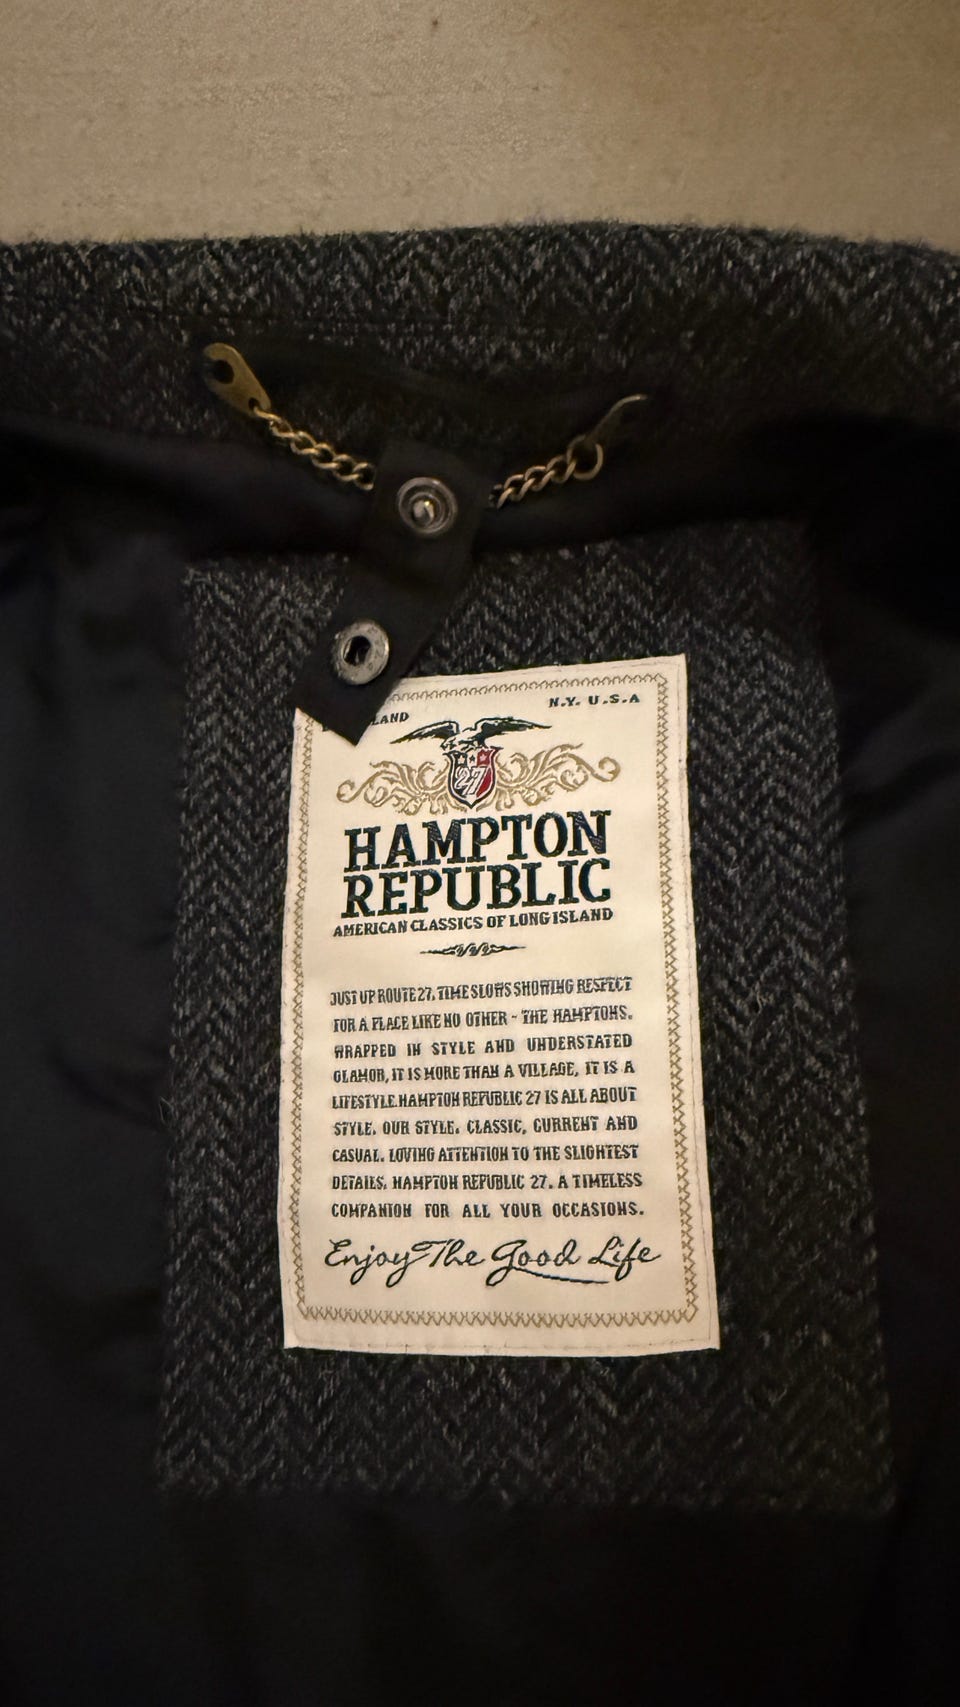 LAND
N.Y. U.S.A
27
HAMPTON
REPUBLIC
AMERICAN CLASSICS OF LONG ISLAND
JUST UP ROUTE 27. TIME SLOWS SHOWING RESPECT
FOR A PLACE LIKE NO OTHER - THE HAMPTONS.
WRAPPED IN STYLE AND UNDERSTATED
GLAMOR, IT IS MORE THAN A VILLAGE, IT IS A
LIFESTYLE. HAMPTON REPUBLIC 27 IS ALL ABOUT
STYLE. OUR STYLE. CLASSIC, CURRENT AND
CASUAL. LOVING ATTENTION TO THE SLIGHTEST
DETAILS. HAMPTON REPUBLIC 27. A TIMELESS
COMPANION FOR ALL YOUR OCCASIONS.
Enjoy The Good Life